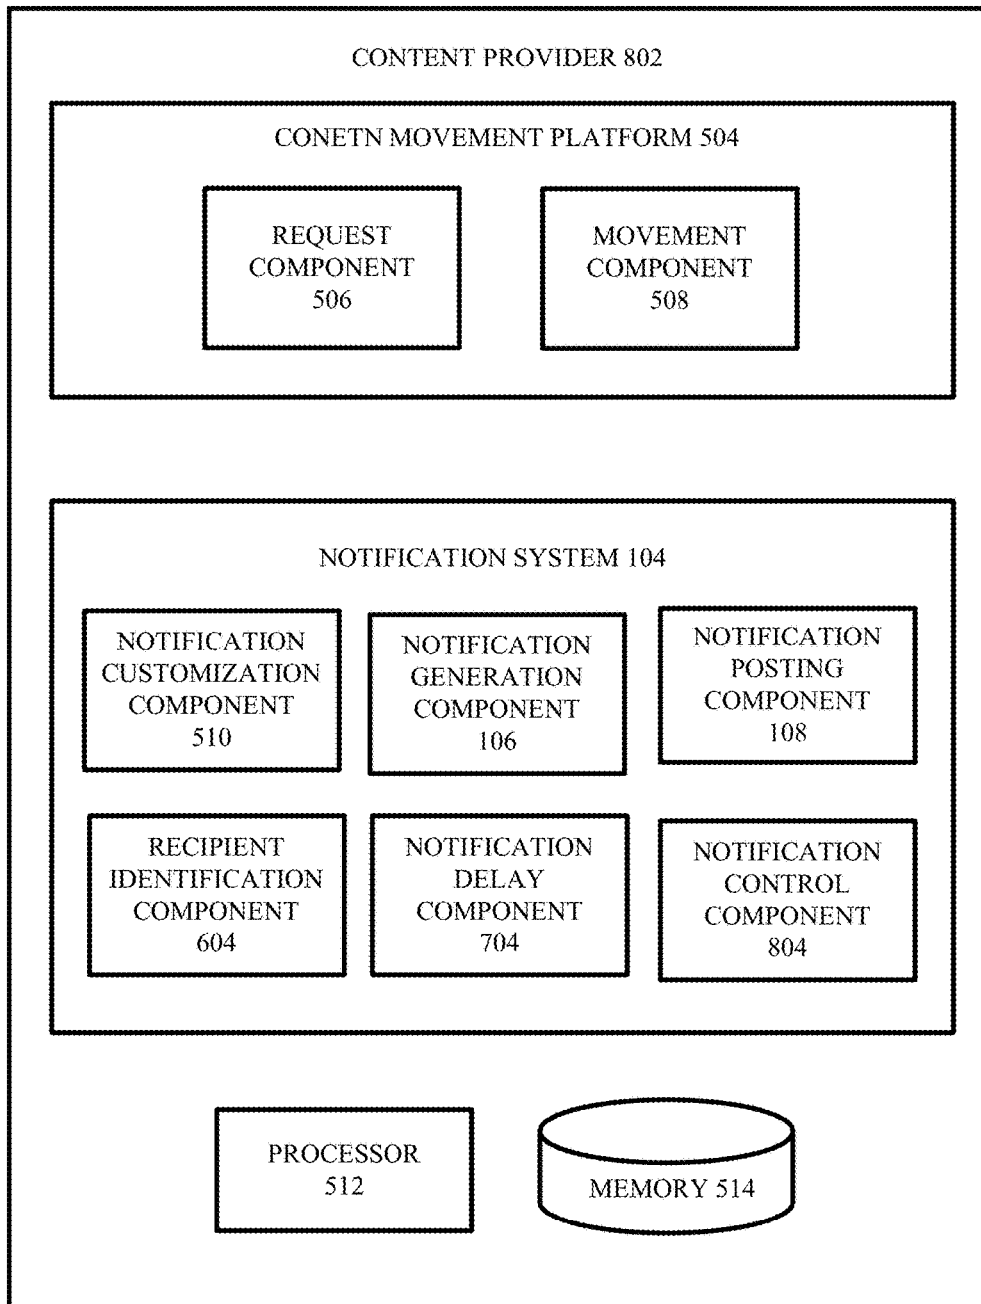 CONTENT PROVIDER 802
CONETN MOVEMENT PLATFORM 504
REQUEST
COMPONENT
506
MOVEMENT
COMPONENT
508
NOTIFICATION SYSTEM 104
NOTIFICATION
CUSTOMIZATION
COMPONENT
510
NOTIFICATION
GENERATION
COMPONENT
106
NOTIFICATION
POSTING
COMPONENT
108
RECIPIENT
IDENTIFICATION
COMPONENT
604
NOTIFICATION
DELAY
COMPONENT
704
NOTIFICATION
CONTROL
COMPONENT
804
PROCESSOR
512
MEMORY 514